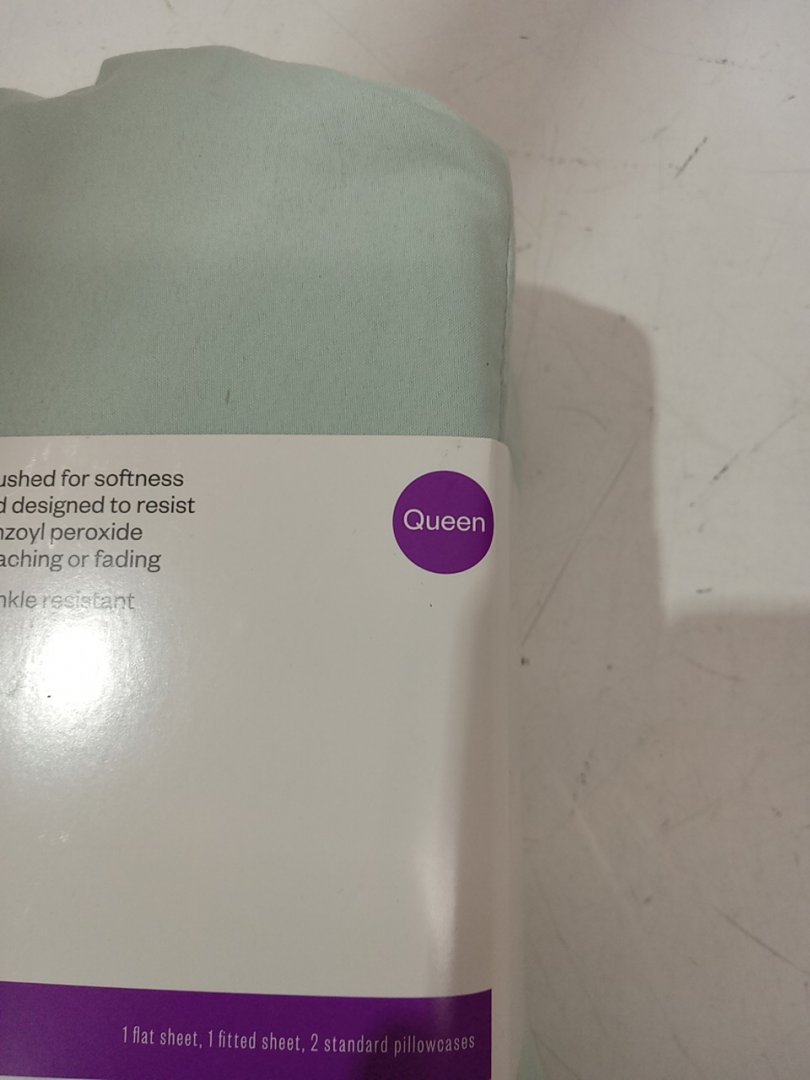 ushed for softness
d designed to resist
nzoyl peroxide
aching or fading
nkle resistant
Queen
1 flat sheet, 1 fitted sheet, 2 standard pillowcases